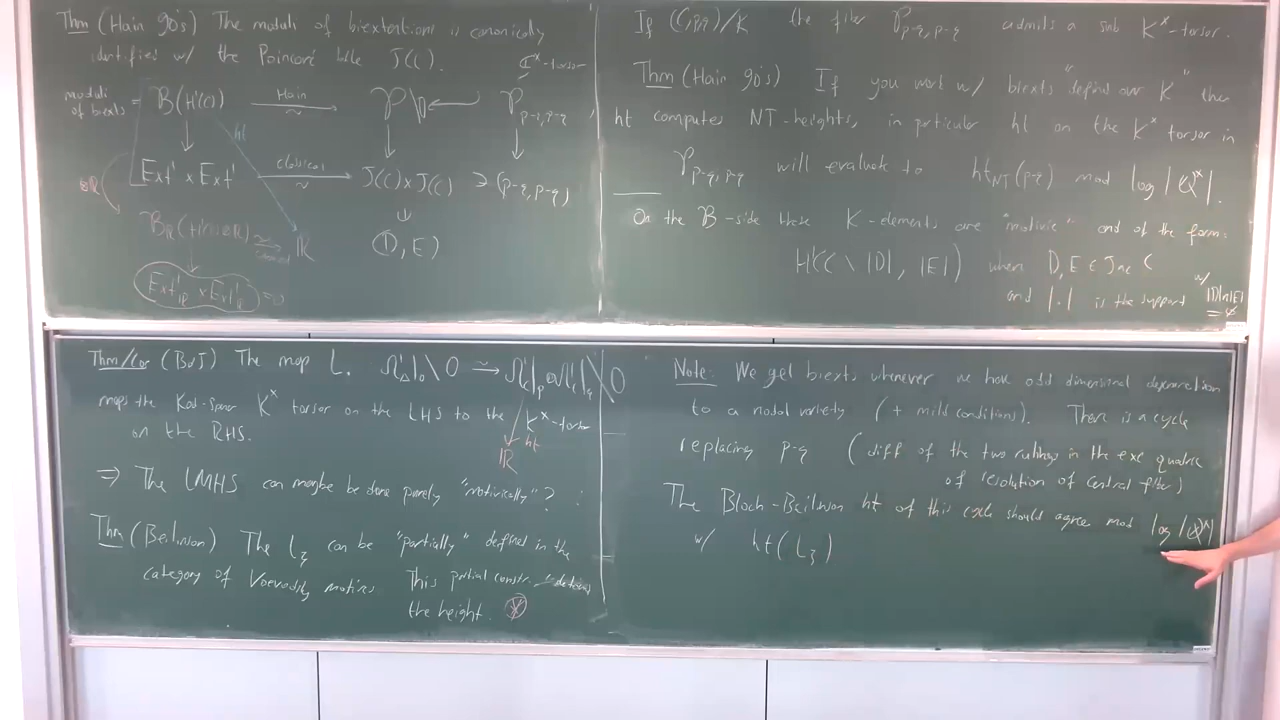 Thm (Hain 90's) The moduli of biextentions is canonically
identified w/ the Poincaré bdle J(C).
ℂ^x-torsor
moduli of biexts = B(H¹(C)) Hain ~ → P\0 ← P_{p-q,p-q}
ht
Ext¹ × Ext¹ classical ~ → J(C)×J(C) ∋ (p-q, p-q)
⊗R
B_R(H¹(C)⊗R) ≃ canonical R
(D, E)
Ext¹_R × Ext¹_R = 0
If (C,p,q)/K the fiber P_{p-q,p-q} admits a sub K^x-torsor.
Thm (Hain 90's) If you work w/ biexts "defined over K" then
ht computes NT-heights, in particular ht on the K^x torsor in
P_{p-q,p-q} will evaluate to ht_{NT}(p-q) mod log |Q^x|.
On the B-side these K-elements are "motivic" and of the form:
H¹(C \ |D|, |E|) when D, E ∈ J C
and |.| is the support w/ |D|∩|E| = ∅
Thm/Cor (BdJ) The map L. Ω¹_Δ|_0 \ 0 ≃ → Ω¹_C|_p ⊗ Ω¹_C|_q \ 0
maps the Kod-Spencer K^x torsor on the LHS to the K^x-torsor
on the RHS.
ht
R
⇒ The LMHS can maybe be done purely "motivically"?
Thm (Beilinson) The L_3 can be "partially" defined in the
category of Voevodsky motives. This partial constr.
the height.
Note: We get biexts whenever we have odd dimensional degeneration
to a nodal variety (+ mild conditions). There is a cycle
replacing p-q (diff of the two rulings in the exc quadric
of resolution of central fiber)
The Bloch-Beilinson ht of this cycle should agree mod log |Q^x|
w/ ht(L_3)